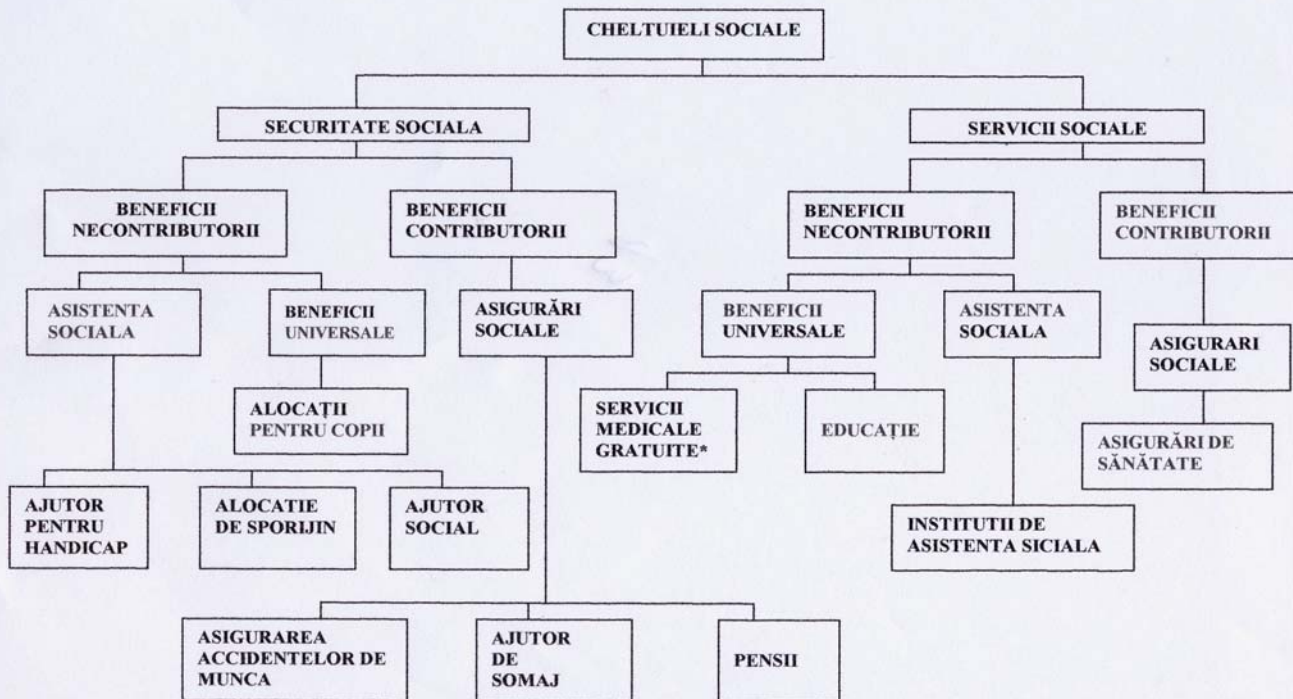 CHELTUIELI SOCIALE
SECURITATE SOCIALA
SERVICII SOCIALE
BENEFICII
NECONTRIBUTORII
BENEFICII
CONTRIBUTORII
BENEFICII
NECONTRIBUTORII
BENEFICII
CONTRIBUTORII
ASISTENTA
SOCIALA
BENEFICII
UNIVERSALE
ASIGURĂRI
SOCIALE
BENEFICII
UNIVERSALE
ASISTENTA
SOCIALA
ASIGURARI
SOCIALE
ALOCAȚII
PENTRU COPII
SERVICII
MEDICALE
GRATUITE*
EDUCAȚIE
ASIGURĂRI DE
SĂNĂTATE
AJUTOR
PENTRU
HANDICAP
ALOCATIE
DE SPORIJIN
AJUTOR
SOCIAL
INSTITUTII DE
ASISTENTA SICIALA
ASIGURAREA
ACCIDENTELOR DE
MUNCA
AJUTOR
DE
SOMAJ
PENSII